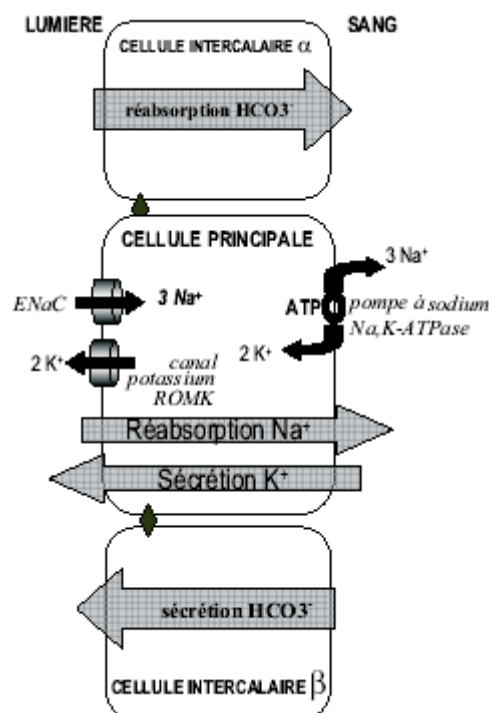 LUMIERE SANG
CELLULE INTERCALAIRE α
réabsorption HCO3⁻
CELLULE PRINCIPALE
3 Na⁺
ENaC
3 Na⁺
ATP
pompe à sodium
Na,K-ATPase
2 K⁺
2 K⁺
canal
potassium
ROMK
Réabsorption Na⁺
Sécrétion K⁺
sécrétion HCO3⁻
CELLULE INTERCALAIRE β